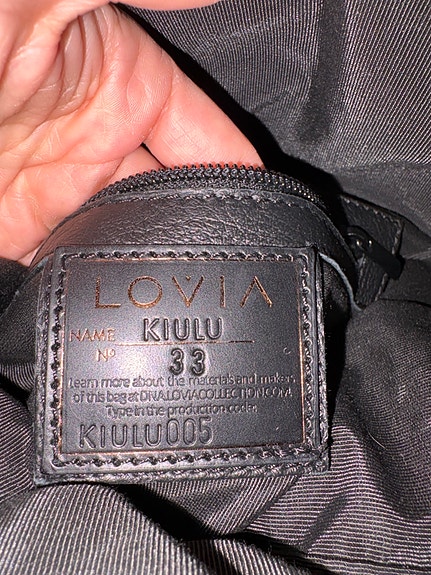 LOVIA
NAME KIULU
Nº 33
Learn more about the materials and makers
of this bag at DNA.LOVIACOLLECTION.COM.
Type in the production code:
KIULU005